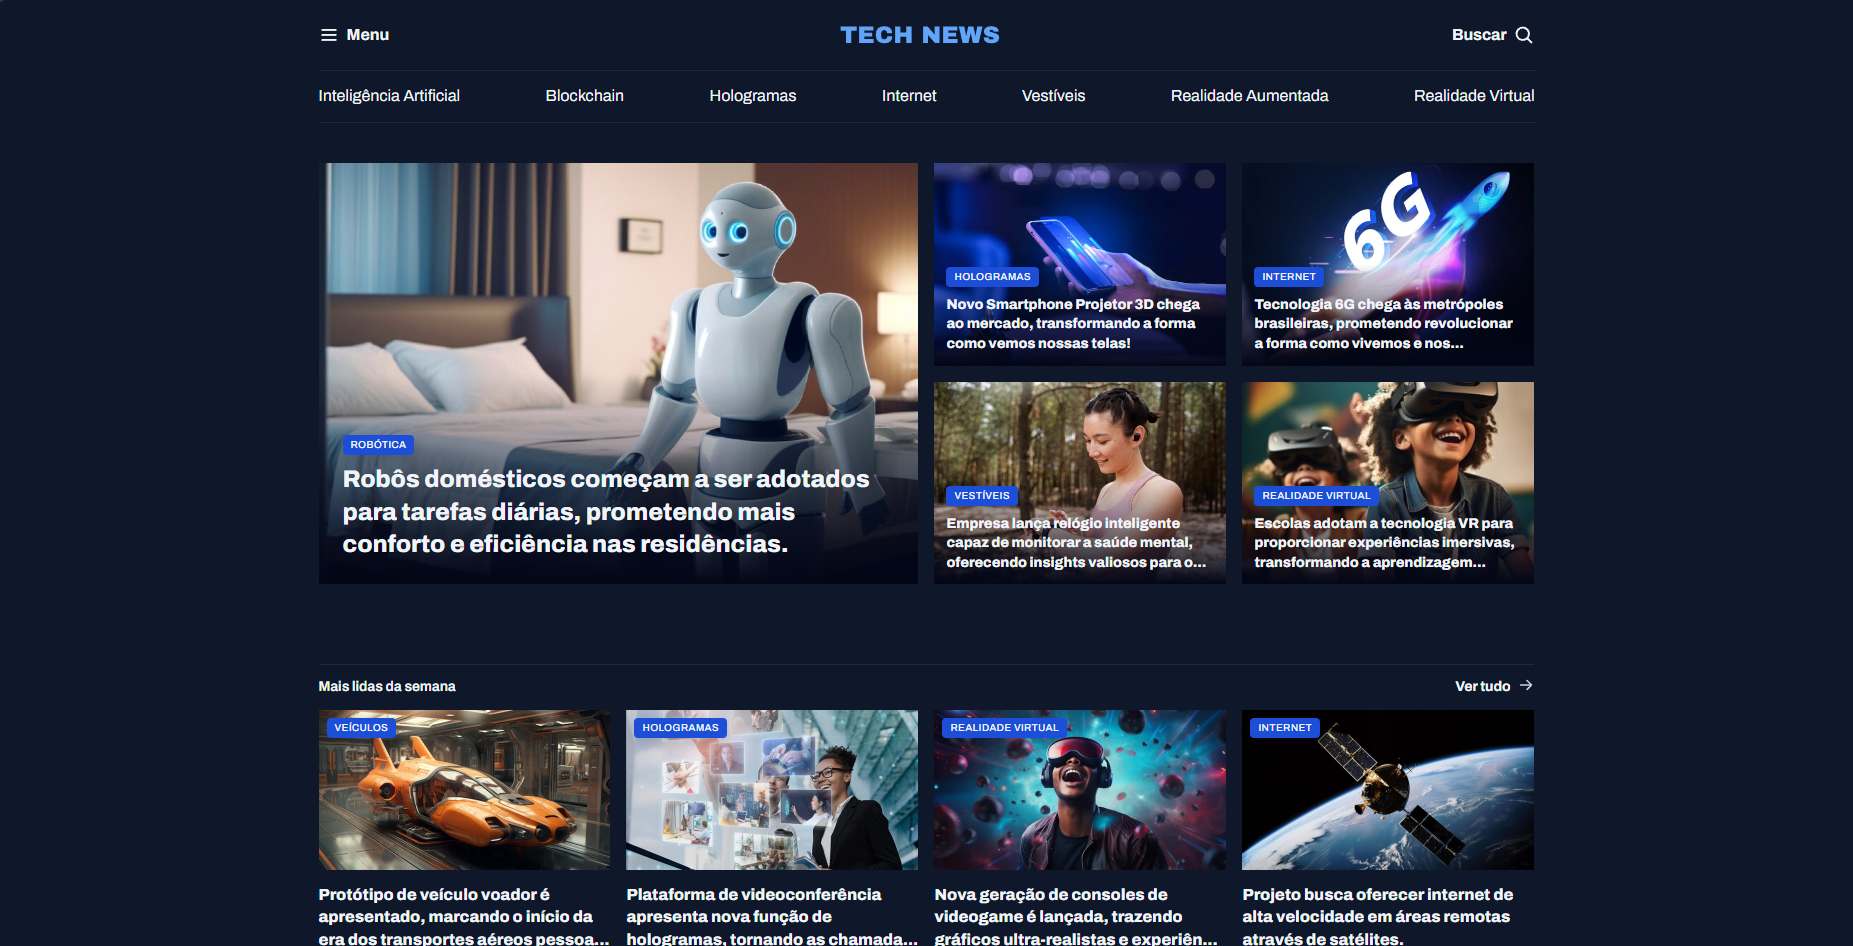 Menu
TECH NEWS
Buscar
Inteligência Artificial
Blockchain
Hologramas
Internet
Vestíveis
Realidade Aumentada
Realidade Virtual
ROBÓTICA
Robôs domésticos começam a ser adotados
para tarefas diárias, prometendo mais
conforto e eficiência nas residências.
HOLOGRAMAS
Novo Smartphone Projetor 3D chega
ao mercado, transformando a forma
como vemos nossas telas!
6G
INTERNET
Tecnologia 6G chega às metrópoles
brasileiras, prometendo revolucionar
a forma como vivemos e nos...
VESTÍVEIS
Empresa lança relógio inteligente
capaz de monitorar a saúde mental,
oferecendo insights valiosos para o...
REALIDADE VIRTUAL
Escolas adotam a tecnologia VR para
proporcionar experiências imersivas,
transformando a aprendizagem...
Mais lidas da semana
Ver tudo
VEÍCULOS
Protótipo de veículo voador é
apresentado, marcando o início da
era dos transportes aéreos pessoa...
HOLOGRAMAS
Plataforma de videoconferência
apresenta nova função de
hologramas, tornando as chamada...
REALIDADE VIRTUAL
Nova geração de consoles de
videogame é lançada, trazendo
gráficos ultra-realistas e experiên...
INTERNET
Projeto busca oferecer internet de
alta velocidade em áreas remotas
através de satélites.